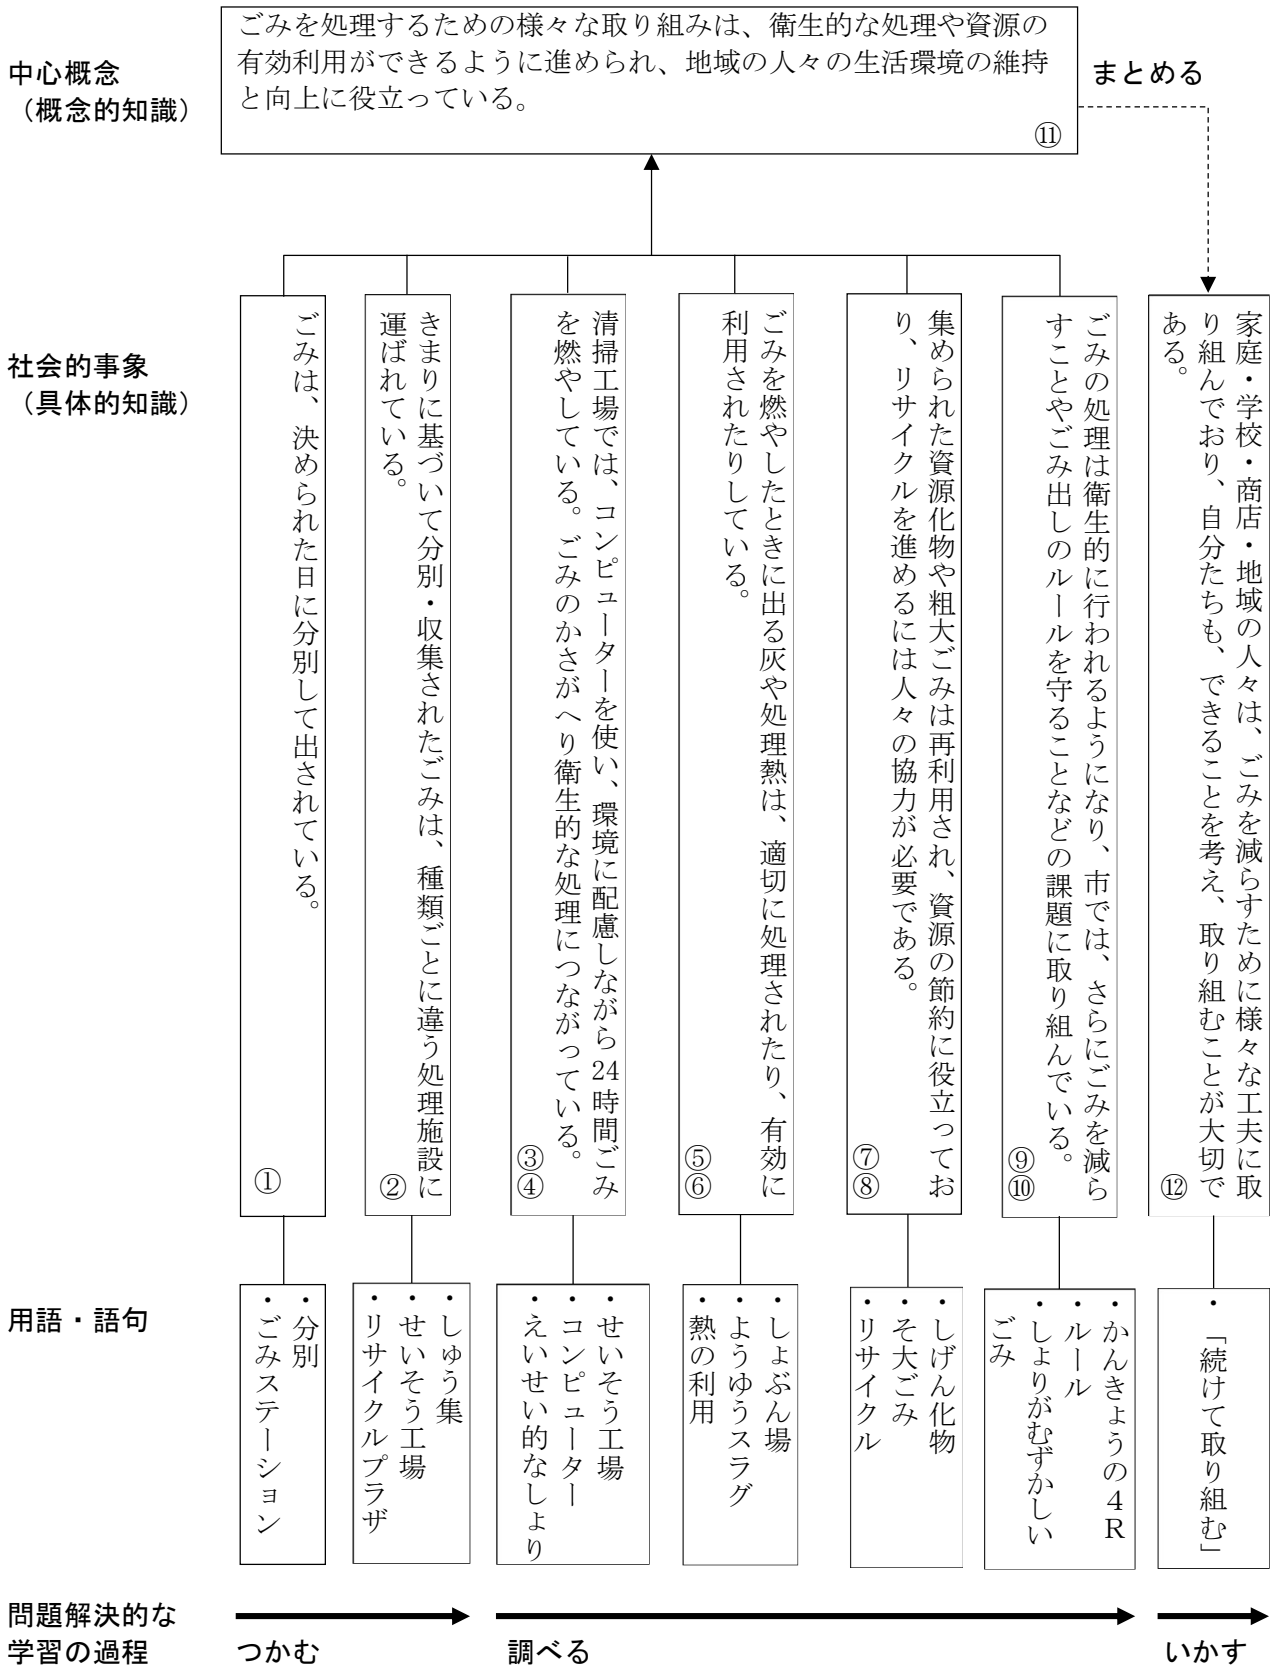 ごみを処理するための様々な取り組みは、衛生的な処理や資源の
有効利用ができるように進められ、地域の人々の生活環境の維持
と向上に役立っている。
⑪
中心概念
（概念的知識）
まとめる
社会的事象
（具体的知識）
ごみは、決められた日に分別して出されている。
①
きまりに基づいて分別・収集されたごみは、種類ごとに違う処理施設に
運ばれている。
②
清掃工場では、コンピューターを使い、環境に配慮しながら24時間ごみ
を燃やしている。ごみのかさがへり衛生的な処理につながっている。
③
④
ごみを燃やしたときに出る灰や処理熱は、適切に処理されたり、有効に
利用されたりしている。
⑤
⑥
集められた資源化物や粗大ごみは再利用され、資源の節約に役立ってお
り、リサイクルを進めるには人々の協力が必要である。
⑦
⑧
ごみの処理は衛生的に行われるようになり、市では、さらにごみを減ら
すことやごみ出しのルールを守ることなどの課題に取り組んでいる。
⑨
⑩
家庭・学校・商店・地域の人々は、ごみを減らすために様々な工夫に取
り組んでおり、自分たちも、できることを考え、取り組むことが大切で
ある。
⑫
用語・語句
・分別
・ごみステーション
・しゅう集
・せいそう工場
・リサイクルプラザ
・せいそう工場
・コンピューター
・えいせい的なしょり
・しょぶん場
・ようゆうスラグ
・熱の利用
・しげん化物
・そ大ごみ
・リサイクル
・かんきょうの４Ｒ
・ルール
・しょりがむずかしい
ごみ
・「続けて取り組む」
問題解決的な
学習の過程
つかむ
調べる
いかす